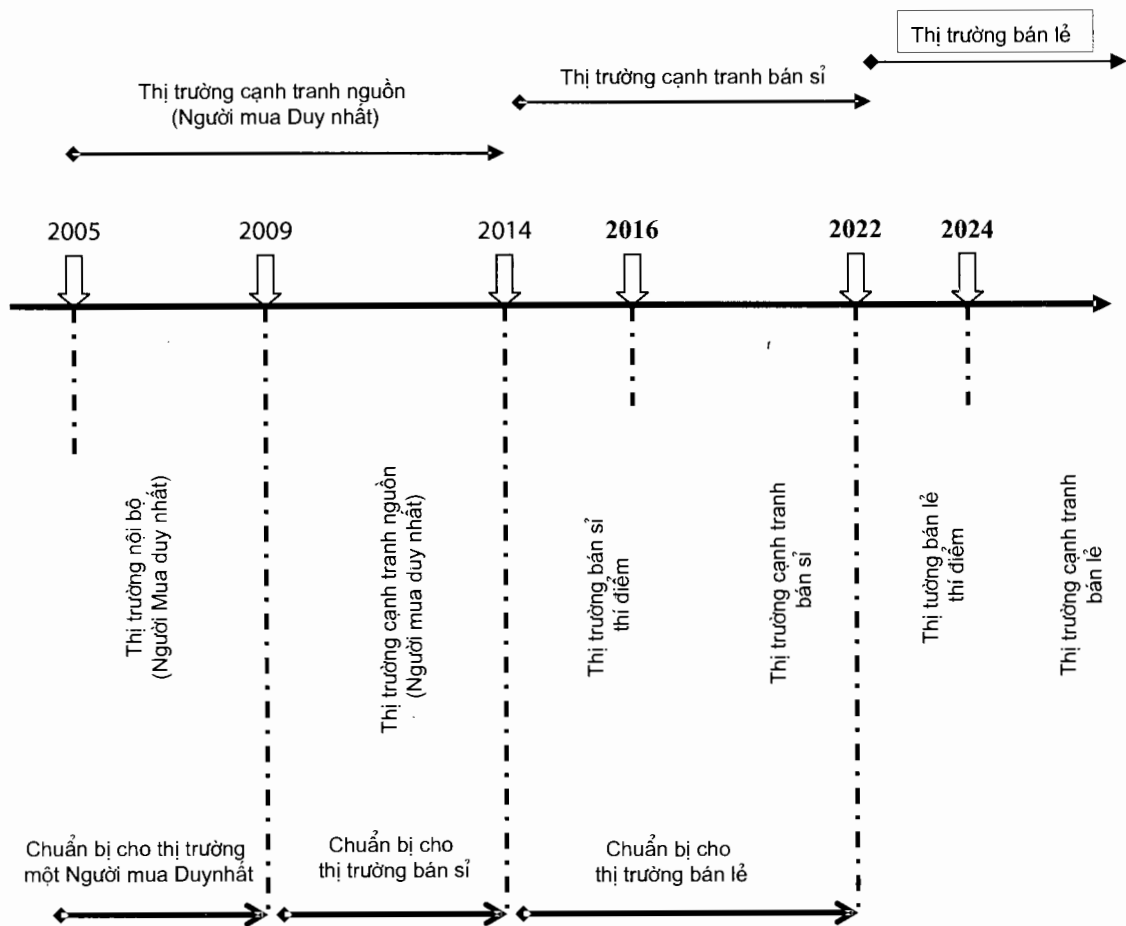 Thị trường bán lẻ
Thị trường cạnh tranh bán sỉ
Thị trường cạnh tranh nguồn
(Người mua Duy nhất)
2005
2009
2014
2016
2022
2024
Thị trường nội bộ
(Người Mua duy nhất)
Thị trường cạnh tranh nguồn
(Người mua duy nhất)
Thị trường bán sỉ
thí điểm
Thị trường cạnh tranh
bán sỉ
Thị tường bán lẻ
thí điểm
Thị trường cạnh tranh
bán lẻ
Chuẩn bị cho thị trường
một Người mua Duynhất
Chuẩn bị cho
thị trường bán sỉ
Chuẩn bị cho
thị trường bán lẻ